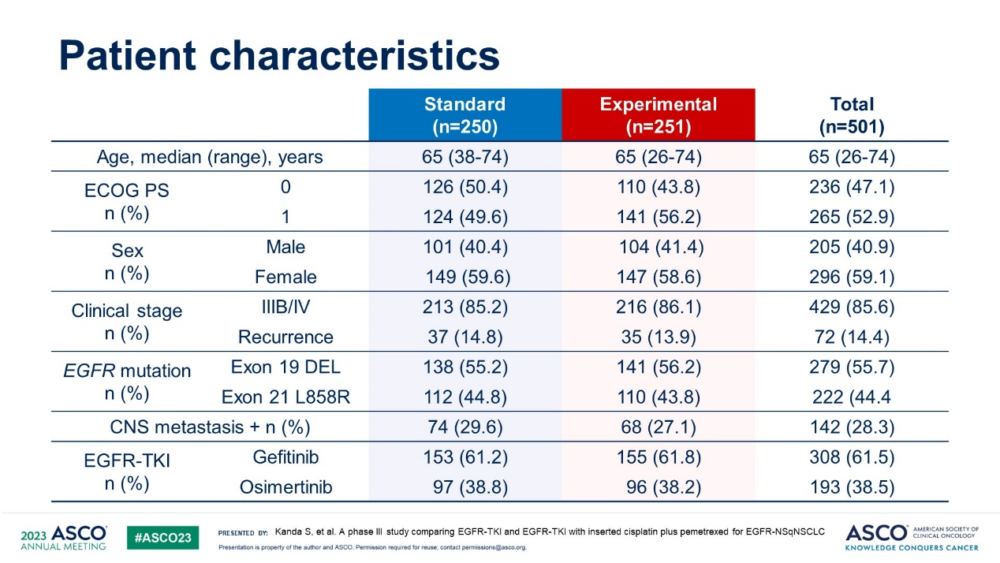 Patient characteristics
Standard (n=250) Experimental (n=251) Total (n=501)
Age, median (range), years 65 (38-74) 65 (26-74) 65 (26-74)
ECOG PS n (%) 0 126 (50.4) 110 (43.8) 236 (47.1)
1 124 (49.6) 141 (56.2) 265 (52.9)
Sex n (%) Male 101 (40.4) 104 (41.4) 205 (40.9)
Female 149 (59.6) 147 (58.6) 296 (59.1)
Clinical stage n (%) IIIB/IV 213 (85.2) 216 (86.1) 429 (85.6)
Recurrence 37 (14.8) 35 (13.9) 72 (14.4)
EGFR mutation n (%) Exon 19 DEL 138 (55.2) 141 (56.2) 279 (55.7)
Exon 21 L858R 112 (44.8) 110 (43.8) 222 (44.4
CNS metastasis + n (%) 74 (29.6) 68 (27.1) 142 (28.3)
EGFR-TKI n (%) Gefitinib 153 (61.2) 155 (61.8) 308 (61.5)
Osimertinib 97 (38.8) 96 (38.2) 193 (38.5)
2023 ASCO®
ANNUAL MEETING
#ASCO23
PRESENTED BY: Kanda S, et al. A phase III study comparing EGFR-TKI and EGFR-TKI with inserted cisplatin plus pemetrexed for EGFR-NSqNSCLC
Presentation is property of the author and ASCO. Permission required for reuse; contact permissions@asco.org.
ASCO® AMERICAN SOCIETY OF
CLINICAL ONCOLOGY
KNOWLEDGE CONQUERS CANCER